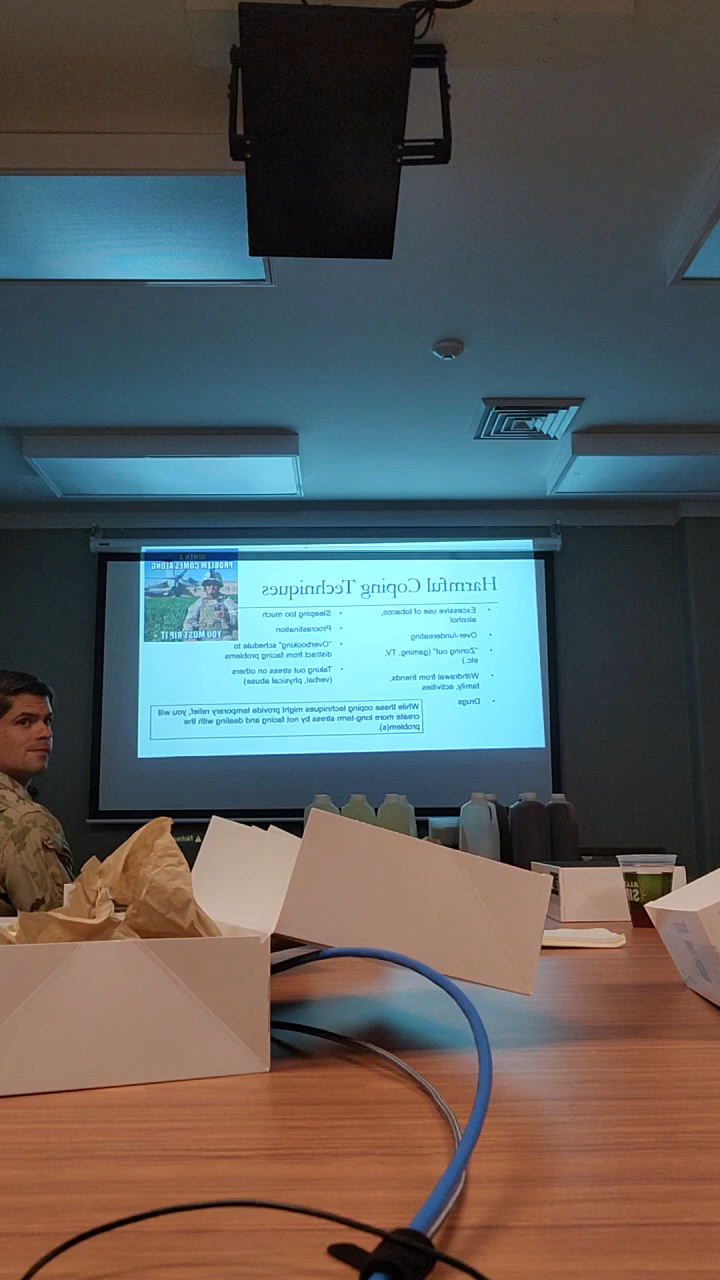 Harmful Coping Techniques
• Excessive use of tobacco,
alcohol
• Over/undereating
• "Zoning out" (gaming, TV,
etc.)
• Withdrawal from friends,
family, activities
• Drugs
• Sleeping too much
• Procrastination
• "Overbooking" schedule to
distract from facing problems
• Taking out stress on others
(verbal, physical abuse)
While these coping techniques might provide temporary relief, you will
create more long-term stress by not facing and dealing with the
problem(s).
WHEN A
PROBLEM COMES ALONG
YOU MUST RIP IT